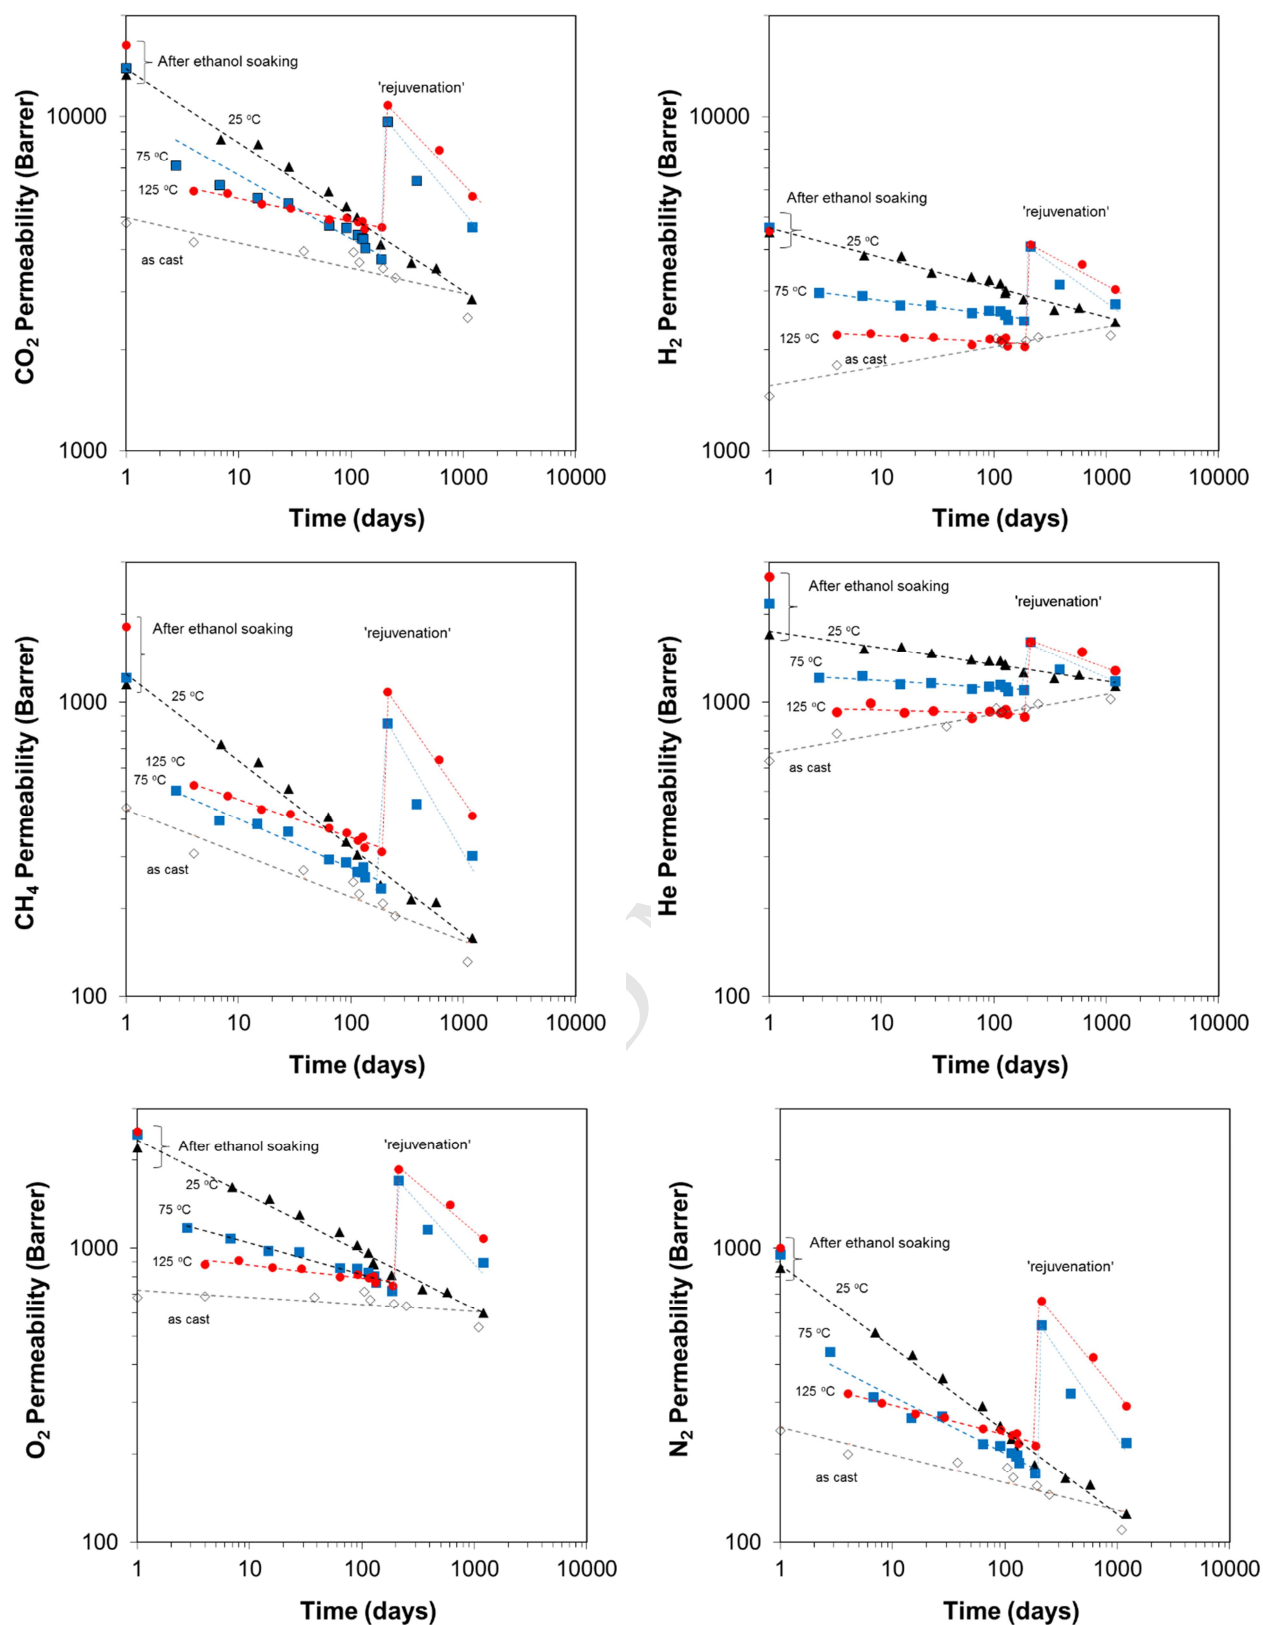 After ethanol soaking
'rejuvenation'
10000
25 ºC
75 ºC
125 ºC
as cast
1000
CO2 Permeability (Barrer)
1 10 100 1000 10000
Time (days)
10000
After ethanol soaking
'rejuvenation'
25 ºC
75 ºC
125 ºC
as cast
1000
H2 Permeability (Barrer)
1 10 100 1000 10000
Time (days)
After ethanol soaking
'rejuvenation'
25 ºC
1000
125 ºC
75 ºC
as cast
100
CH4 Permeability (Barrer)
1 10 100 1000 10000
Time (days)
After ethanol soaking
'rejuvenation'
25 ºC
75 ºC
1000
125 ºC
as cast
100
He Permeability (Barrer)
1 10 100 1000 10000
Time (days)
After ethanol soaking
'rejuvenation'
25 ºC
75 ºC
1000
125 ºC
as cast
100
O2 Permeability (Barrer)
1 10 100 1000 10000
Time (days)
1000
After ethanol soaking
'rejuvenation'
25 ºC
75 ºC
125 ºC
as cast
100
N2 Permeability (Barrer)
1 10 100 1000 10000
Time (days)